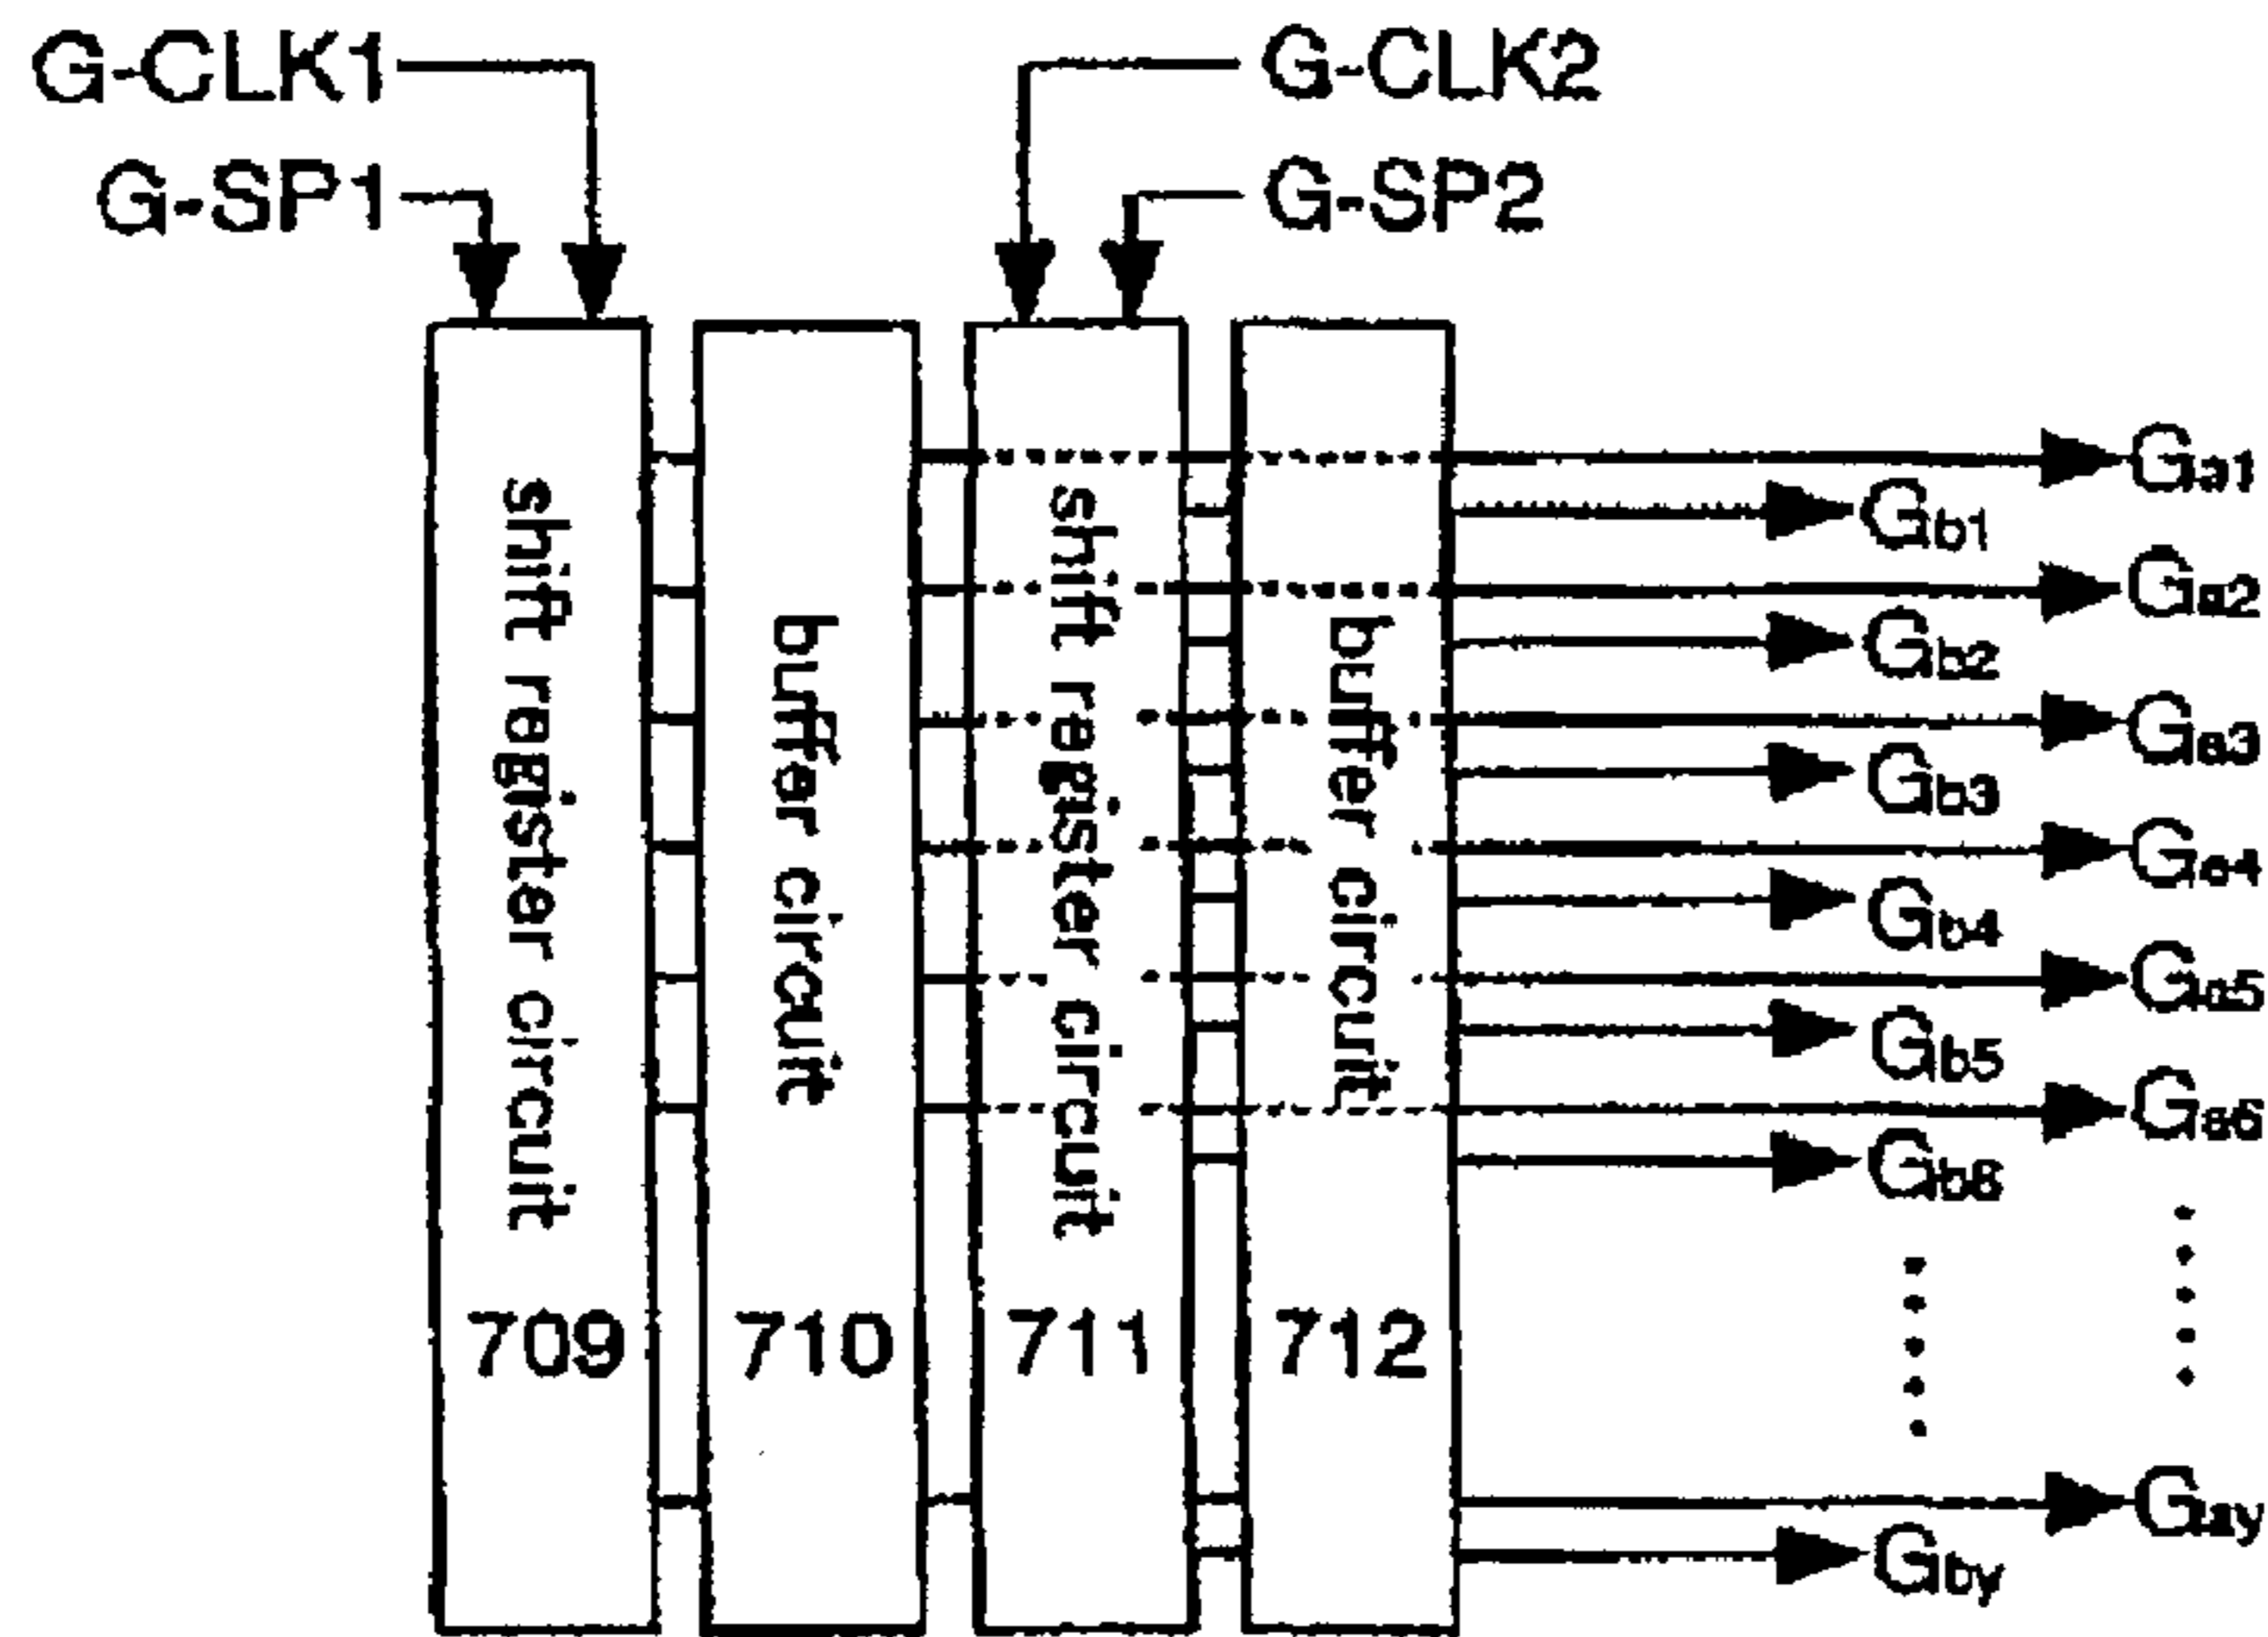 G-CLK1
G-CLK2
G-SP1
G-SP2
shift register circuit
buffer circuit
shift register circuit
buffer circuit
709
710
711
712
Ga1
Gb1
Ga2
Gb2
Ga3
Gb3
Ga4
Gb4
Ga5
Gb5
Ga6
Gb6
Gay
Gby